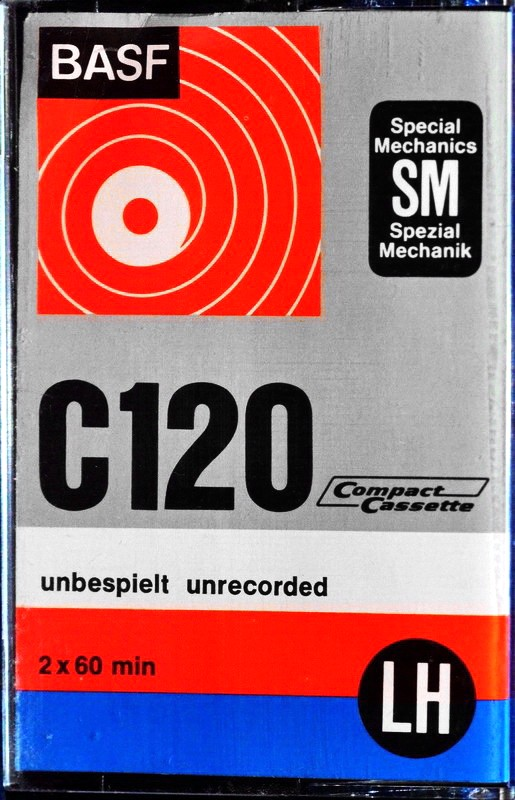 BASF
Special
Mechanics
SM
Spezial
Mechanik
C120
Compact
Cassette
unbespielt unrecorded
2 x 60 min
LH